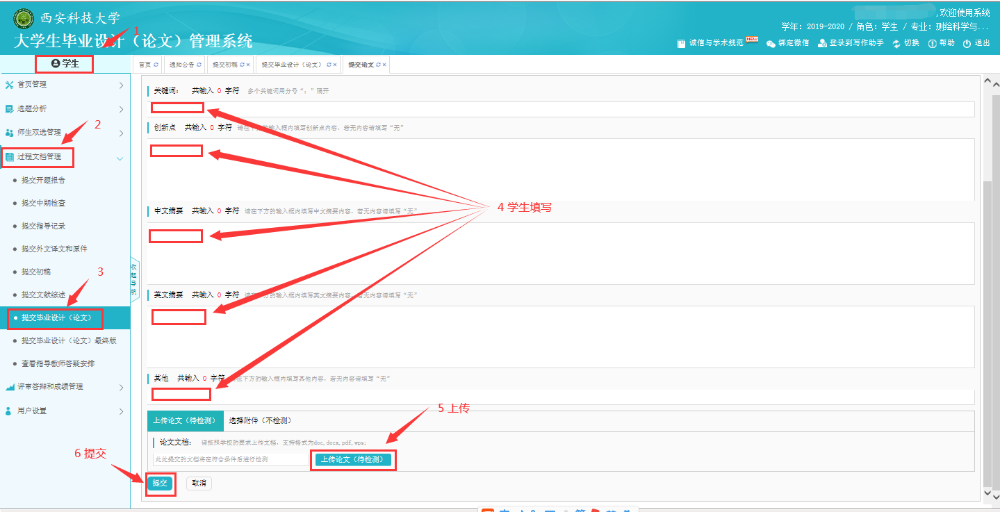 西安科技大学
大学生毕业设计（论文）管理系统
,欢迎使用系统
学年：2019-2020 / 角色：学生 / 专业：测绘科学与...
诚信与学术规范 NEW 绑定微信 登录到写作助手 切换 帮助 退出
1
学生
首页 通知公告 提交初稿 × 提交毕业设计（论文） × 提交论文 ×
首页管理
选题分析
师生双选管理
2
过程文档管理
提交开题报告
提交中期检查
提交指导记录
提交外文译文和原件
提交初稿
3
提交文献综述
提交毕业设计（论文）
提交毕业设计（论文）最终版
查看指导教师答疑安排
评审答辩和成绩管理
用户设置
收起导航
关键词： 共输入 0 字符 多个关键词用分号“；”隔开
创新点 共输入 0 字符 请在下方的输入框内填写创新点内容，若无内容请填写“无”
中文摘要 共输入 0 字符 请在下方的输入框内填写中文摘要内容，若无内容请填写“无”
4 学生填写
英文摘要 共输入 0 字符 请在下方的输入框内填写英文摘要内容，若无内容请填写“无”
其他 共输入 0 字符 请在下方的输入框内填写其他内容，若无内容请填写“无”
5 上传
上传论文（待检测） 选择附件（不检测）
论文文档： 请按照学校的要求上传文档，支持格式为doc,docx,pdf,wps;
此处提交的文档将在符合条件后进行检测 上传论文（待检测）
6 提交
提交 取消